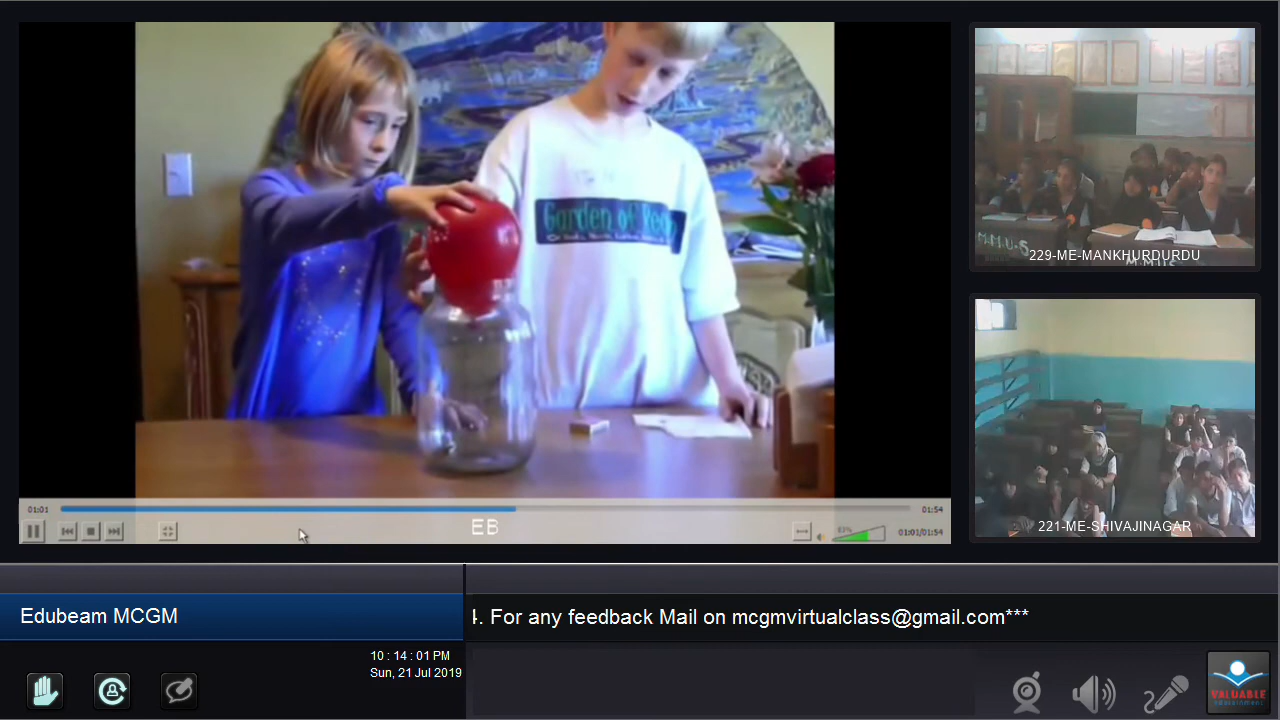 Garden of
M.M.U-S
M.M.U.S
229-ME-MANKHURDURDU
221-ME-SHIVAJINAGAR
01:01
01:54
EB
83%
01:01/01:54
Edubeam MCGM
4. For any feedback Mail on mcgmvirtualclass@gmail.com***
10 : 14 : 01 PM
Sun, 21 Jul 2019
VALUABLE